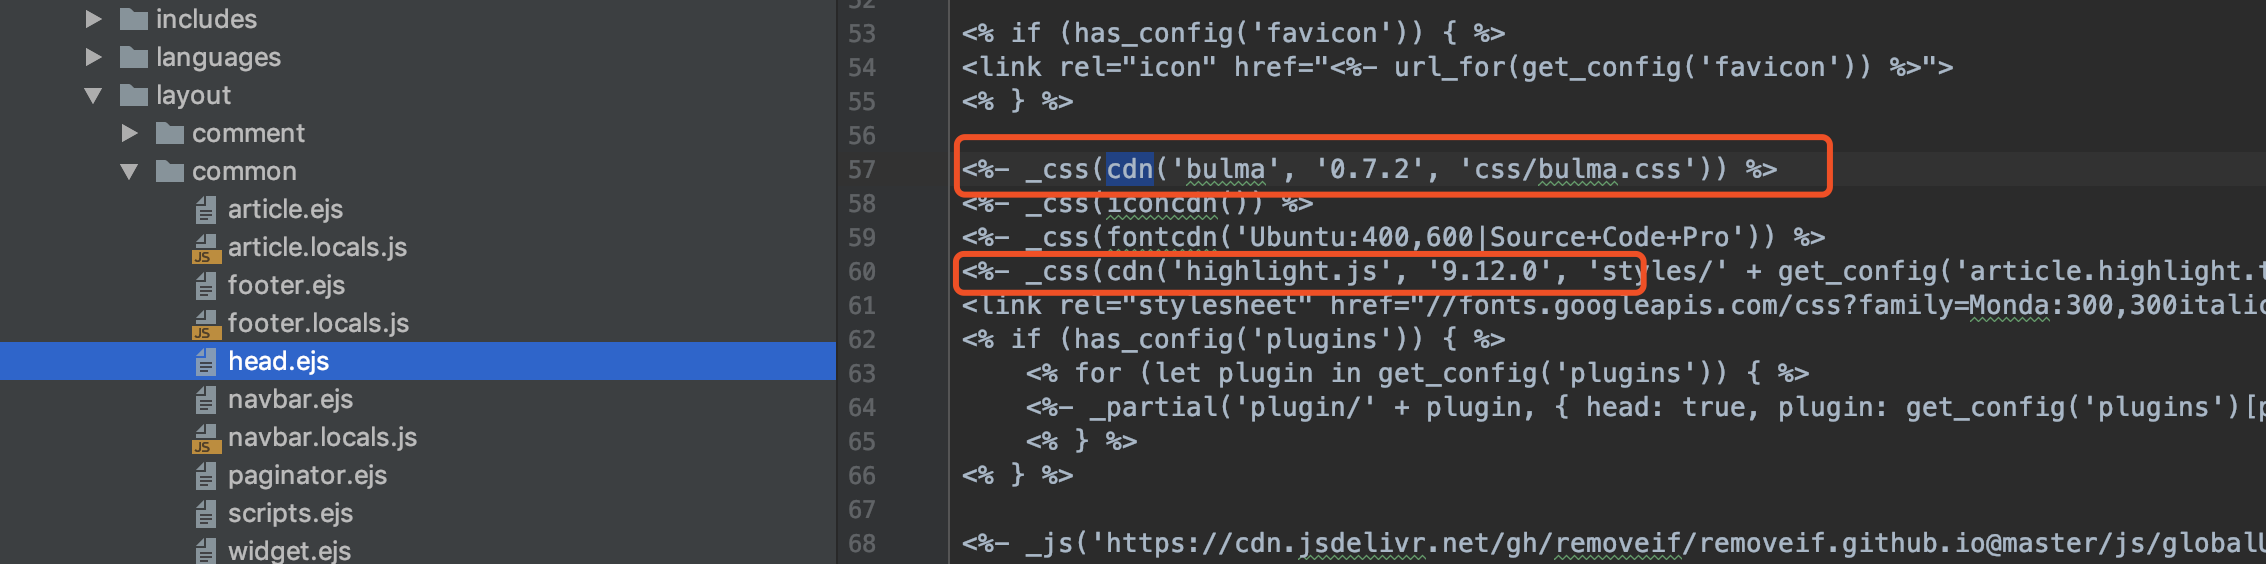 includes
languages
layout
comment
common
article.ejs
JS article.locals.js
footer.ejs
JS footer.locals.js
head.ejs
navbar.ejs
JS navbar.locals.js
paginator.ejs
scripts.ejs
widget.ejs
52
53 <% if (has_config('favicon')) { %>
54 <link rel="icon" href="<%- url_for(get_config('favicon')) %>">
55 <% } %>
56
57 <%- _css(cdn('bulma', '0.7.2', 'css/bulma.css')) %>
58 <%- _css(iconcdn()) %>
59 <%- _css(fontcdn('Ubuntu:400,600|Source+Code+Pro')) %>
60 <%- _css(cdn('highlight.js', '9.12.0', 'styles/' + get_config('article.highlight.t
61 <link rel="stylesheet" href="//fonts.googleapis.com/css?family=Monda:300,300italic
62 <% if (has_config('plugins')) { %>
63 <% for (let plugin in get_config('plugins')) { %>
64 <%- _partial('plugin/' + plugin, { head: true, plugin: get_config('plugins')[p
65 <% } %>
66 <% } %>
67
68 <%- _js('https://cdn.jsdelivr.net/gh/removeif/removeif.github.io@master/js/globalU